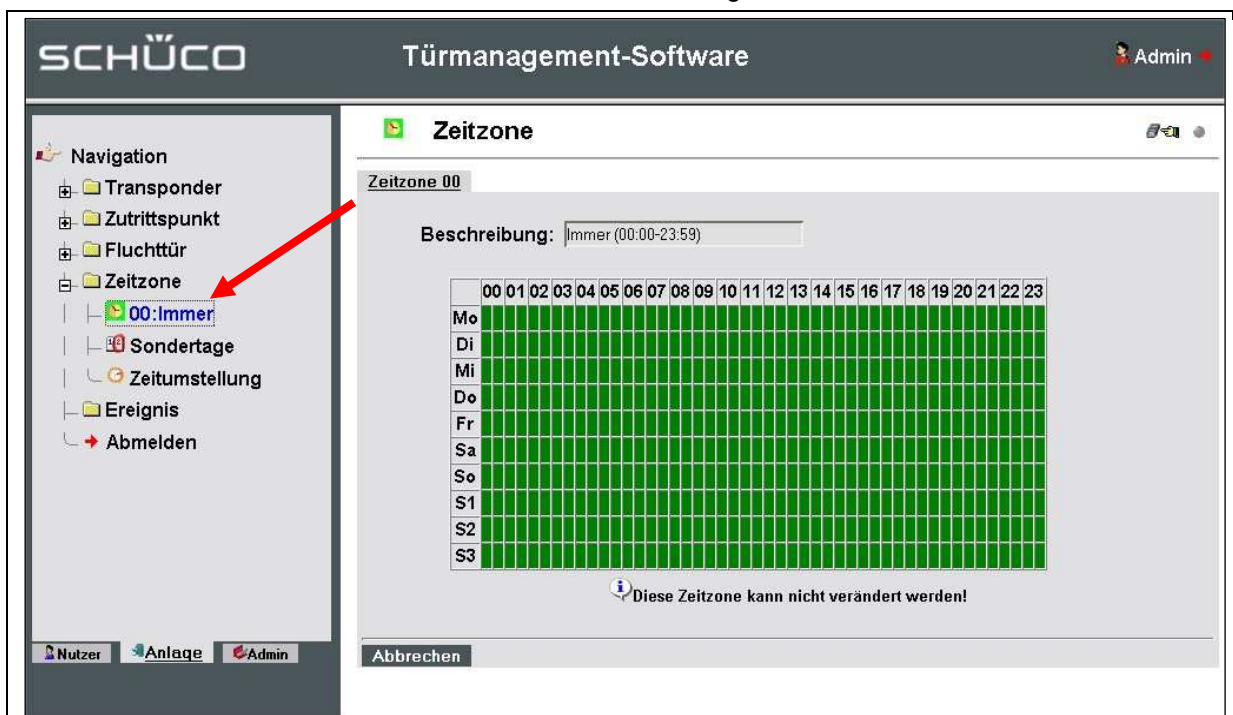 SCHÜCO
Türmanagement-Software
Admin
Navigation
Transponder
Zutrittspunkt
Fluchttür
Zeitzone
00:Immer
Sondertage
Zeitumstellung
Ereignis
Abmelden
Nutzer Anlage Admin
Zeitzone
Zeitzone 00
Beschreibung: Immer (00:00-23:59)
00 01 02 03 04 05 06 07 08 09 10 11 12 13 14 15 16 17 18 19 20 21 22 23
Mo
Di
Mi
Do
Fr
Sa
So
S1
S2
S3
Diese Zeitzone kann nicht verändert werden!
Abbrechen